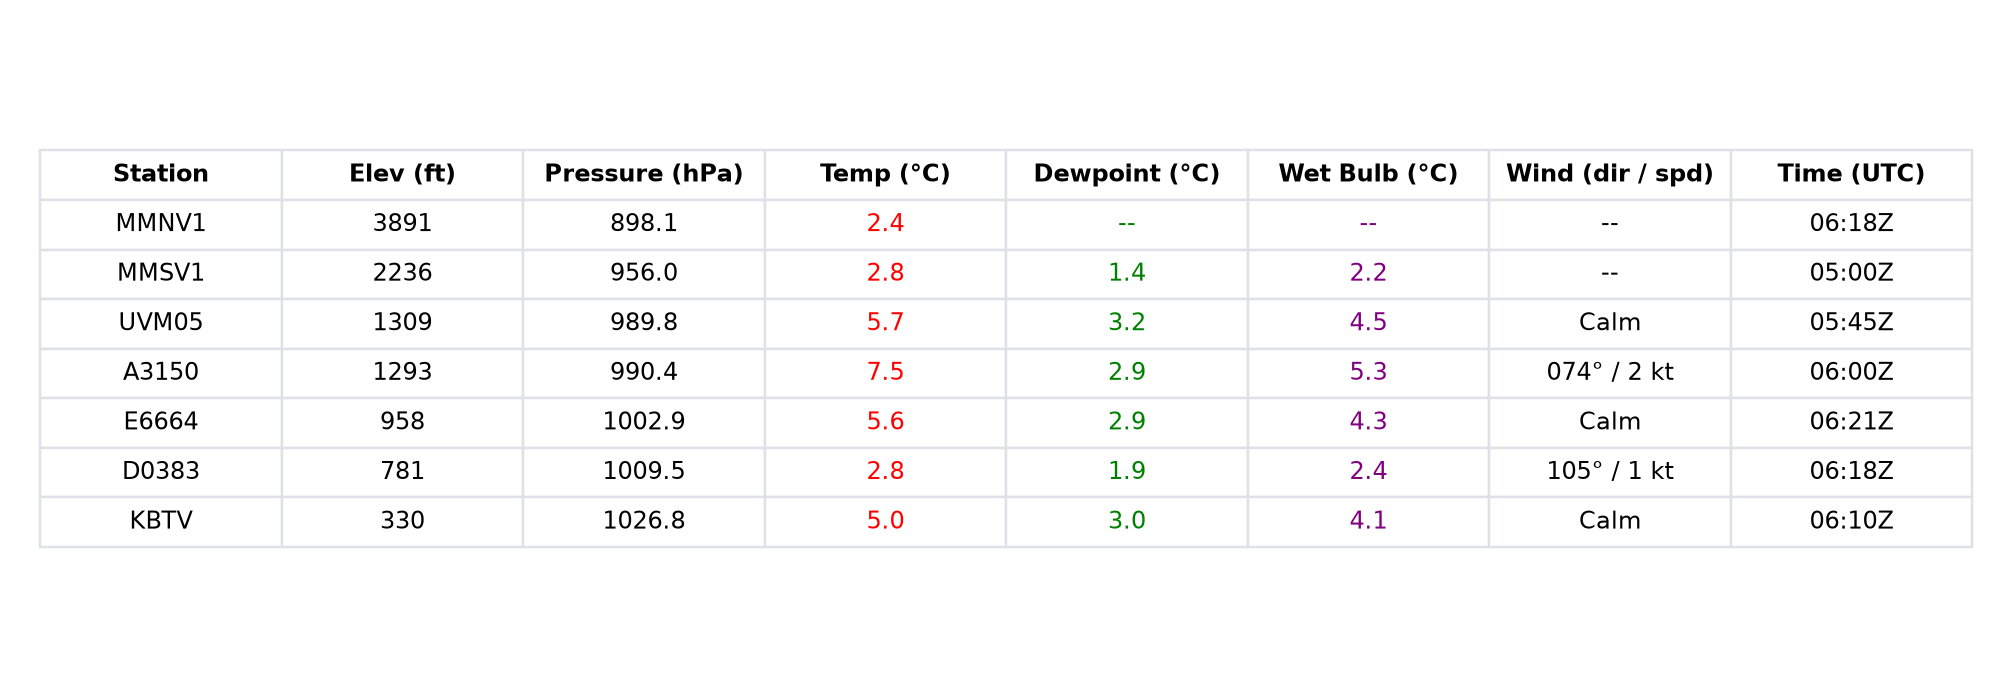 Station Elev (ft) Pressure (hPa) Temp (°C) Dewpoint (°C) Wet Bulb (°C) Wind (dir / spd) Time (UTC)
MMNV1 3891 898.1 2.4 -- -- -- 06:18Z
MMSV1 2236 956.0 2.8 1.4 2.2 -- 05:00Z
UVM05 1309 989.8 5.7 3.2 4.5 Calm 05:45Z
A3150 1293 990.4 7.5 2.9 5.3 074° / 2 kt 06:00Z
E6664 958 1002.9 5.6 2.9 4.3 Calm 06:21Z
D0383 781 1009.5 2.8 1.9 2.4 105° / 1 kt 06:18Z
KBTV 330 1026.8 5.0 3.0 4.1 Calm 06:10Z